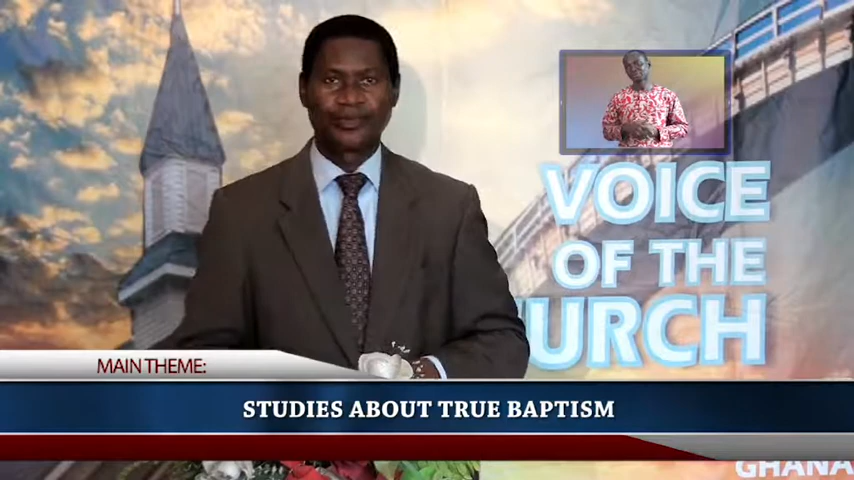 VOICE
OF THE
URCH
MAIN THEME:
STUDIES ABOUT TRUE BAPTISM
GHANA